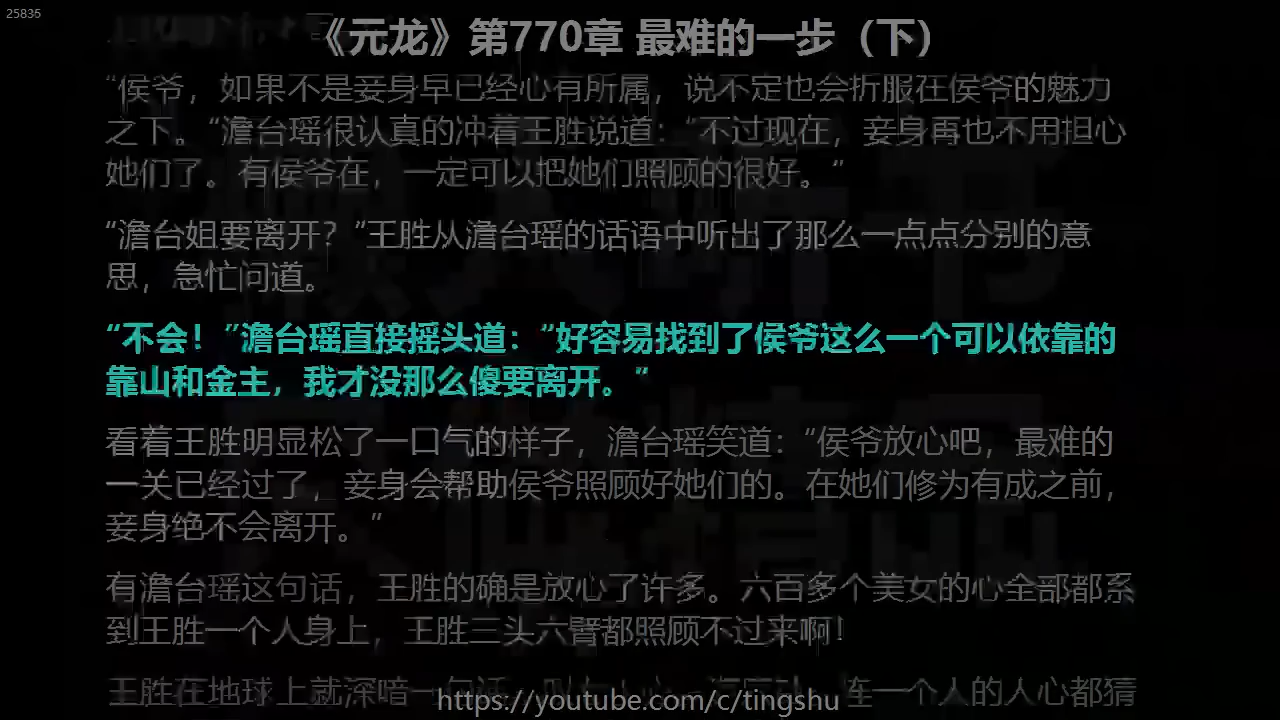 25835
《元龙》第770章 最难的一步（下）
“侯爷，如果不是妾身早已经心有所属，说不定也会折服在侯爷的魅力
之下。“澹台瑶很认真的冲着王胜说道：“不过现在，妾身再也不用担心
她们了。有侯爷在，一定可以把她们照顾的很好。”
“澹台姐要离开？“王胜从澹台瑶的话语中听出了那么一点点分别的意
思，急忙问道。
“不会！”澹台瑶直接摇头道：“好容易找到了侯爷这么一个可以依靠的
靠山和金主，我才没那么傻要离开。”
看着王胜明显松了一口气的样子，澹台瑶笑道：“侯爷放心吧，最难的
一关已经过了，妾身会帮助侯爷照顾好她们的。在她们修为有成之前，
妾身绝不会离开。”
有澹台瑶这句话，王胜的确是放心了许多。六百多个美女的心全部都系
到王胜一个人身上，王胜三头六臂都照顾不过来啊！
王胜在地球上就深暗一句话 连一个人的人心都猜
https://youtube.com/c/tingshu